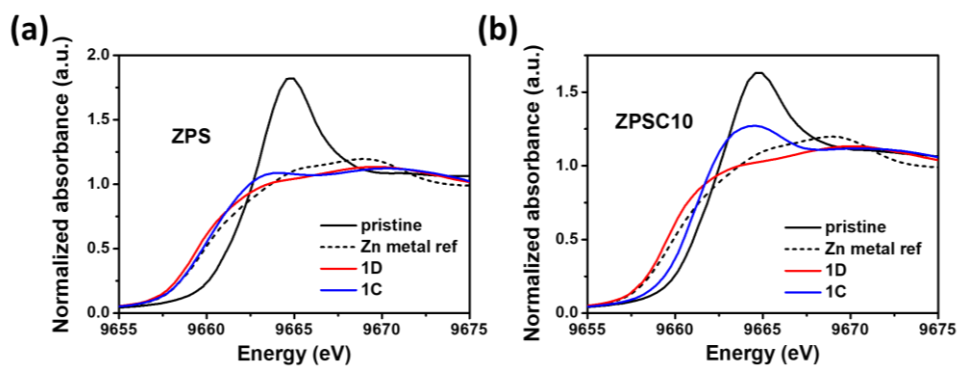 (a)
Normalized absorbance (a.u.)
2.0
1.5
1.0
0.5
0.0
ZPS
pristine
Zn metal ref
1D
1C
9655 9660 9665 9670 9675
Energy (eV)
(b)
Normalized absorbance (a.u.)
1.5
1.0
0.5
0.0
ZPSC10
pristine
Zn metal ref
1D
1C
9655 9660 9665 9670 9675
Energy (eV)